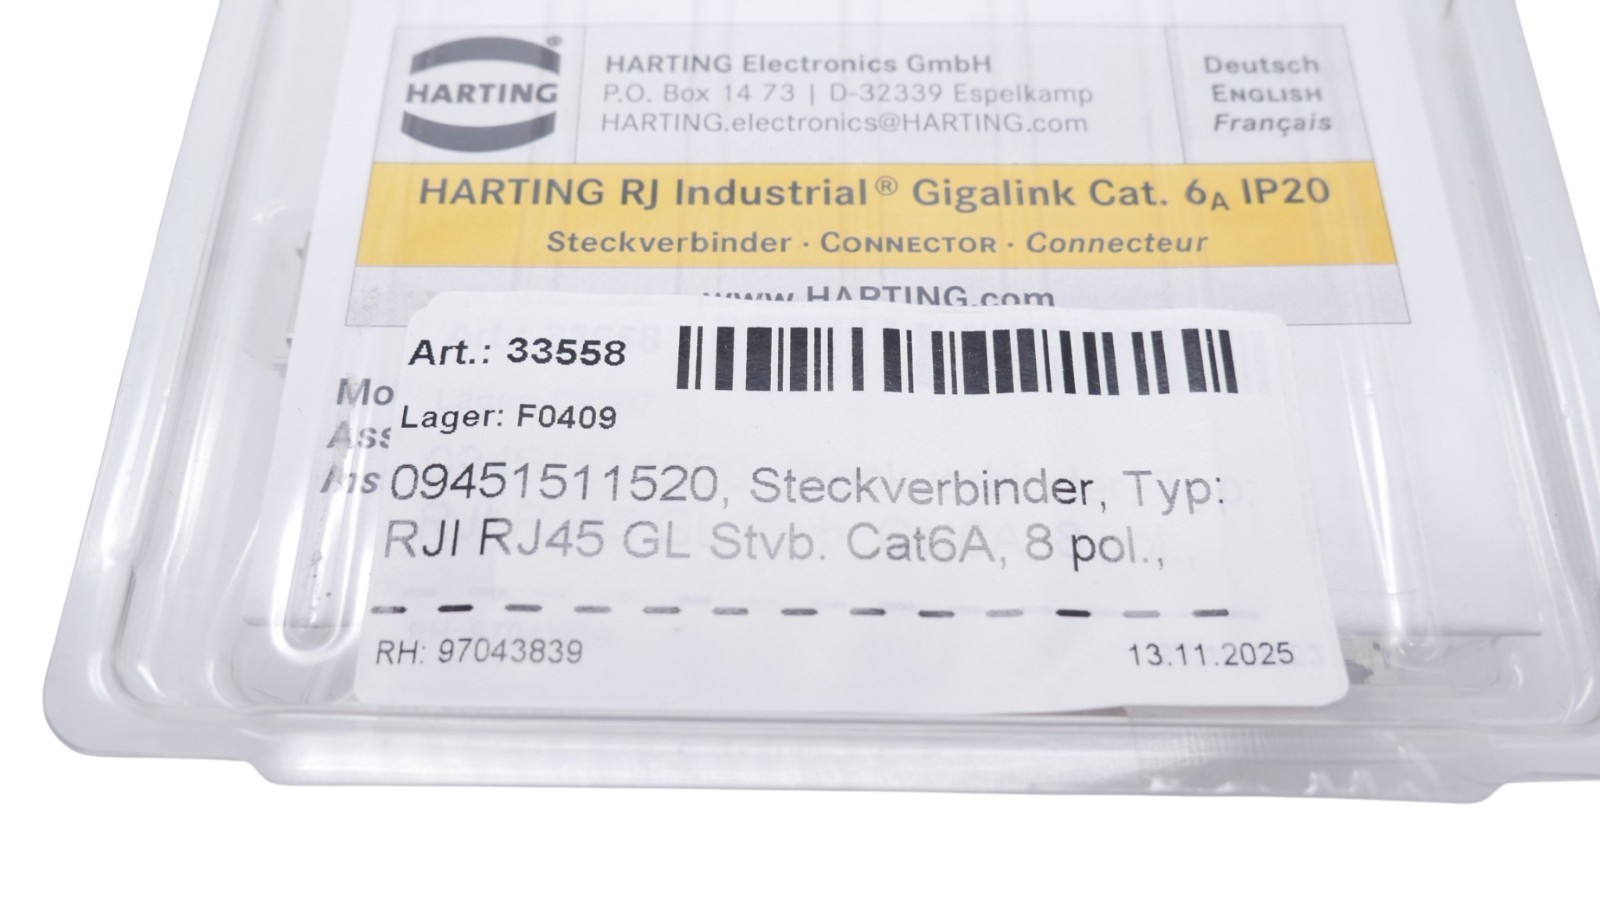 HARTING®
HARTING Electronics GmbH
P.O. Box 14 73 | D-32339 Espelkamp
HARTING.electronics@HARTING.com
Deutsch
ENGLISH
Français
HARTING RJ Industrial® Gigalink Cat. 6A IP20
Steckverbinder · CONNECTOR · Connecteur
www.HARTING.com
Art.: 33558
Lager: F0409
09451511520, Steckverbinder, Typ:
RJI RJ45 GL Stvb. Cat6A, 8 pol.,
RH: 97043839
13.11.2025